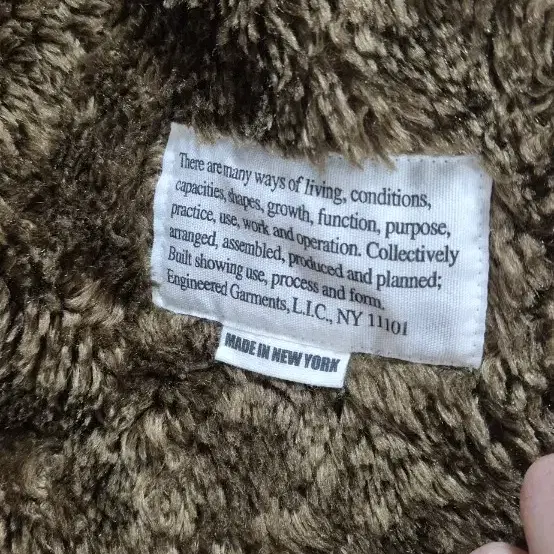 There are many ways of living, conditions,
capacities, shapes, growth, function, purpose,
practice, use, work and operation. Collectively
arranged, assembled, produced and planned;
Built showing use, process and form.
Engineered Garments, L.I.C., NY 11101
MADE IN NEW YORK